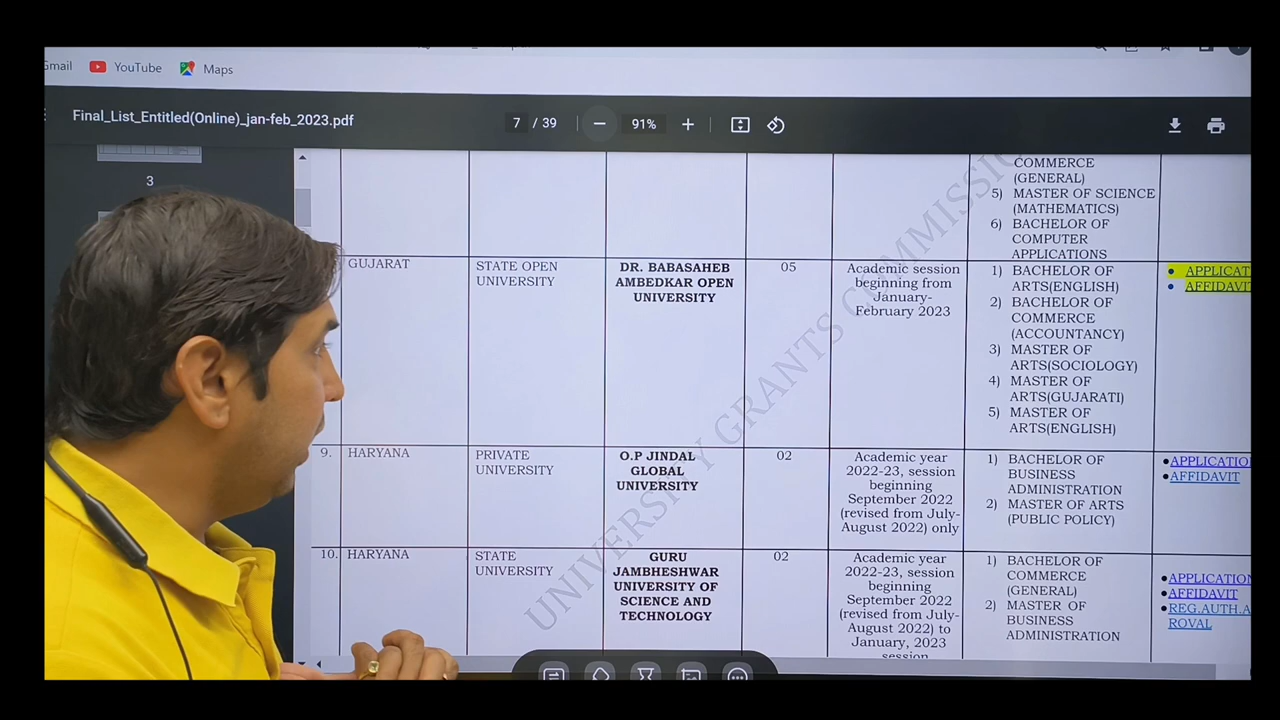 Gmail
YouTube
Maps
Final_List_Entitled(Online)_jan-feb_2023.pdf
7 / 39
91%
3
COMMERCE
(GENERAL)
5) MASTER OF SCIENCE
(MATHEMATICS)
6) BACHELOR OF
COMPUTER
APPLICATIONS
GUJARAT
STATE OPEN
UNIVERSITY
DR. BABASAHEB
AMBEDKAR OPEN
UNIVERSITY
05
Academic session
beginning from
January-
February 2023
1) BACHELOR OF
ARTS(ENGLISH)
2) BACHELOR OF
COMMERCE
(ACCOUNTANCY)
3) MASTER OF
ARTS(SOCIOLOGY)
4) MASTER OF
ARTS(GUJARATI)
5) MASTER OF
ARTS(ENGLISH)
• APPLICAT
• AFFIDAVIT
9.
HARYANA
PRIVATE
UNIVERSITY
O.P JINDAL
GLOBAL
UNIVERSITY
02
Academic year
2022-23, session
beginning
September 2022
(revised from July-
August 2022) only
1) BACHELOR OF
BUSINESS
ADMINISTRATION
2) MASTER OF ARTS
(PUBLIC POLICY)
•APPLICATIO
•AFFIDAVIT
10.
HARYANA
STATE
UNIVERSITY
GURU
JAMBHESHWAR
UNIVERSITY OF
SCIENCE AND
TECHNOLOGY
02
Academic year
2022-23, session
beginning
September 2022
(revised from July-
August 2022) to
January, 2023
session
1) BACHELOR OF
COMMERCE
(GENERAL)
2) MASTER OF
BUSINESS
ADMINISTRATION
•APPLICATION
•AFFIDAVIT
•REG.AUTH.A
ROVAL
UNIVERSITY GRANTS COMMISSIO